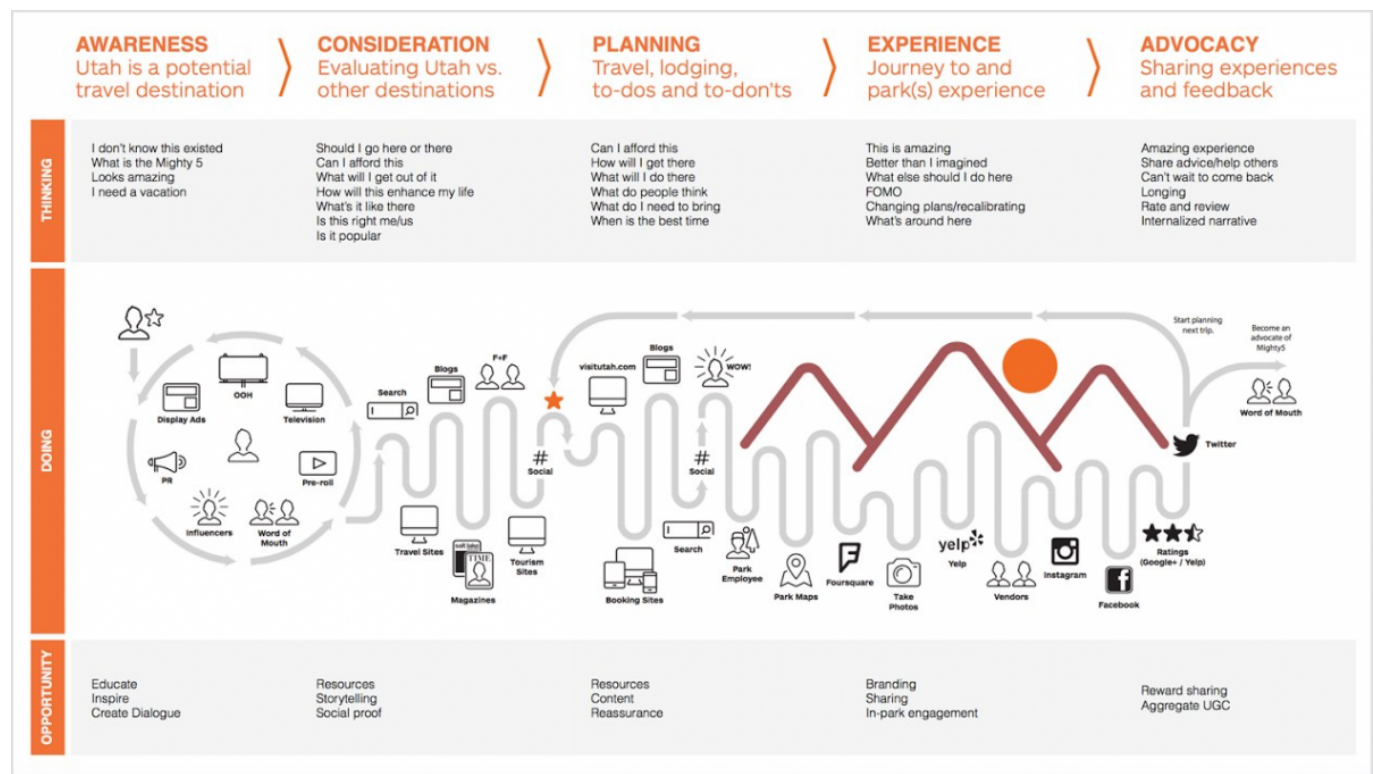 AWARENESS
Utah is a potential
travel destination
CONSIDERATION
Evaluating Utah vs.
other destinations
PLANNING
Travel, lodging,
to-dos and to-don'ts
EXPERIENCE
Journey to and
park(s) experience
ADVOCACY
Sharing experiences
and feedback
THINKING
I don't know this existed
What is the Mighty 5
Looks amazing
I need a vacation
Should I go here or there
Can I afford this
What will I get out of it
How will this enhance my life
What's it like there
Is this right me/us
Is it popular
Can I afford this
How will I get there
What will I do there
What do people think
What do I need to bring
When is the best time
This is amazing
Better than I imagined
What else should I do here
FOMO
Changing plans/recalibrating
What's around here
Amazing experience
Share advice/help others
Can't wait to come back
Longing
Rate and review
Internalized narrative
DOING
OOH
Display Ads
Television
PR
Pre-roll
Influencers
Word of
Mouth
Search
Blogs
F+F
#
Social
Travel Sites
TIME
Magazines
Tourism
Sites
visitutah.com
Blogs
WOW!
#
Social
Search
Booking Sites
Park
Employee
Park Maps
Foursquare
Take
Photos
yelp
Yelp
Vendors
Instagram
Facebook
Ratings
(Google+ / Yelp)
Twitter
Start planning
next trip.
Become an
advocate of
Mighty5
Word of Mouth
OPPORTUNITY
Educate
Inspire
Create Dialogue
Resources
Storytelling
Social proof
Resources
Content
Reassurance
Branding
Sharing
In-park engagement
Reward sharing
Aggregate UGC